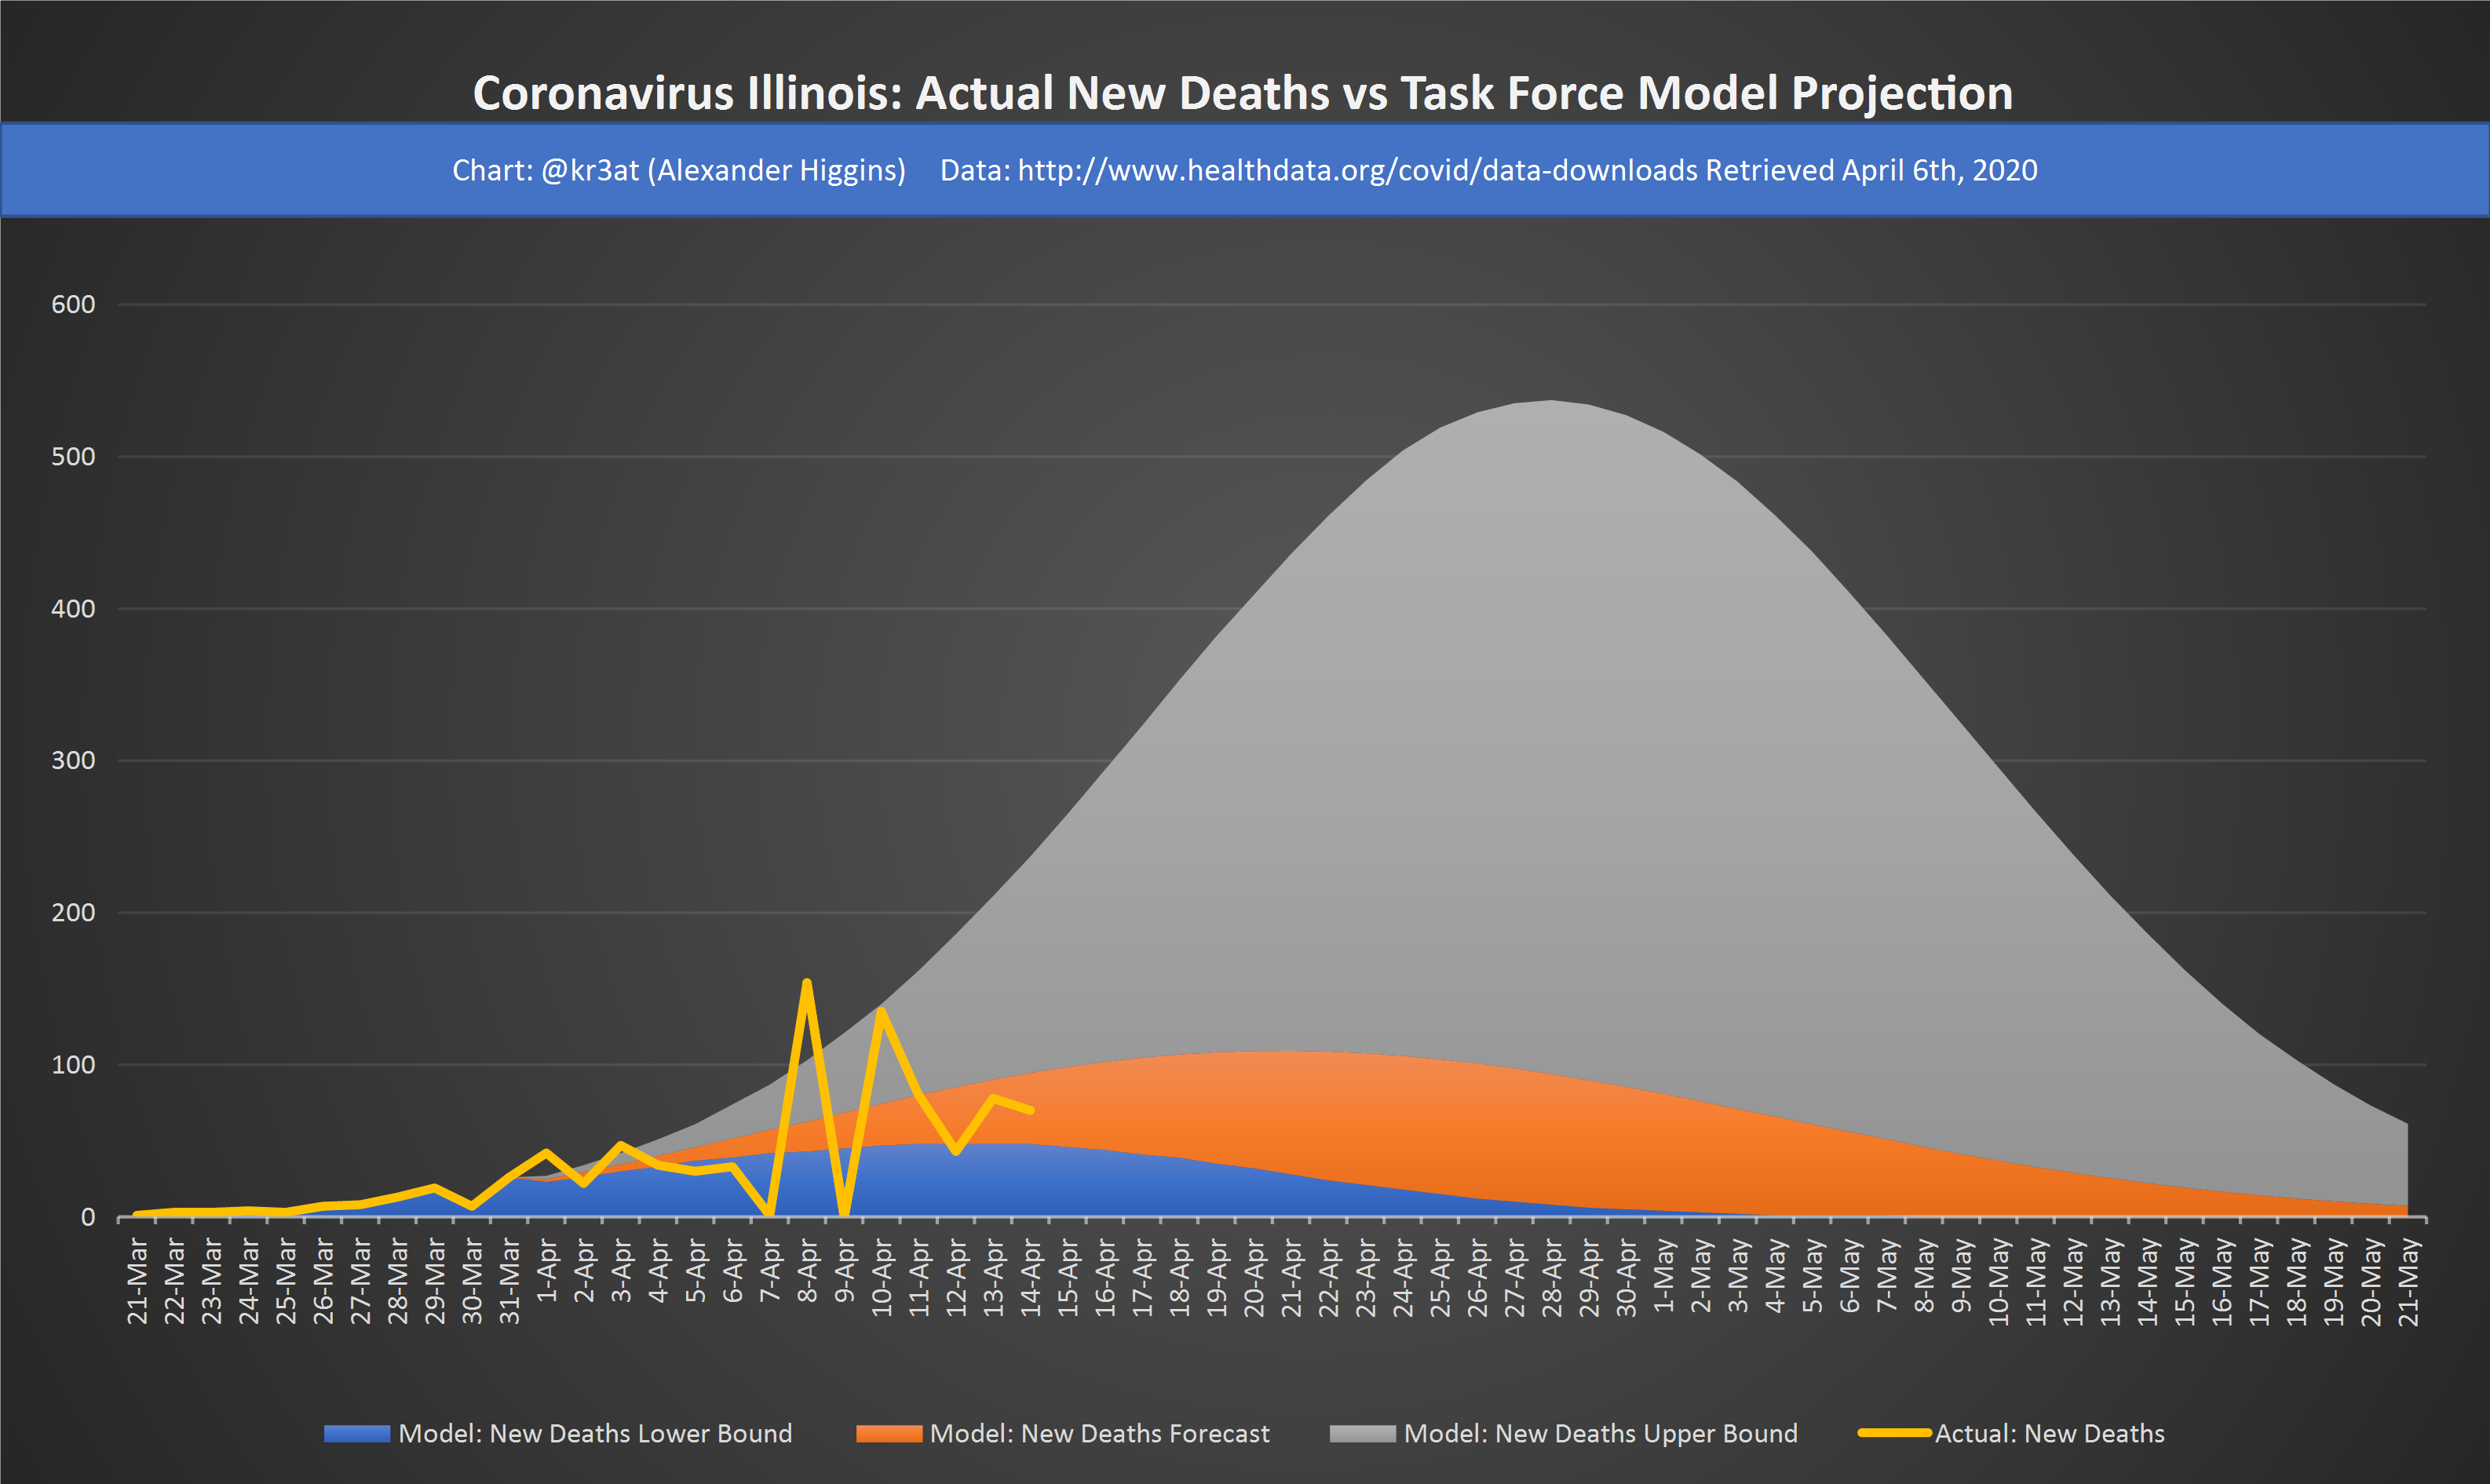 Coronavirus Illinois: Actual New Deaths vs Task Force Model Projection
Chart: @kr3at (Alexander Higgins) Data: http://www.healthdata.org/covid/data-downloads Retrieved April 6th, 2020
600
500
400
300
200
100
0
21-Mar
22-Mar
23-Mar
24-Mar
25-Mar
26-Mar
27-Mar
28-Mar
29-Mar
30-Mar
31-Mar
1-Apr
2-Apr
3-Apr
4-Apr
5-Apr
6-Apr
7-Apr
8-Apr
9-Apr
10-Apr
11-Apr
12-Apr
13-Apr
14-Apr
15-Apr
16-Apr
17-Apr
18-Apr
19-Apr
20-Apr
21-Apr
22-Apr
23-Apr
24-Apr
25-Apr
26-Apr
27-Apr
28-Apr
29-Apr
30-Apr
1-May
2-May
3-May
4-May
5-May
6-May
7-May
8-May
9-May
10-May
11-May
12-May
13-May
14-May
15-May
16-May
17-May
18-May
19-May
20-May
21-May
Model: New Deaths Lower Bound
Model: New Deaths Forecast
Model: New Deaths Upper Bound
Actual: New Deaths